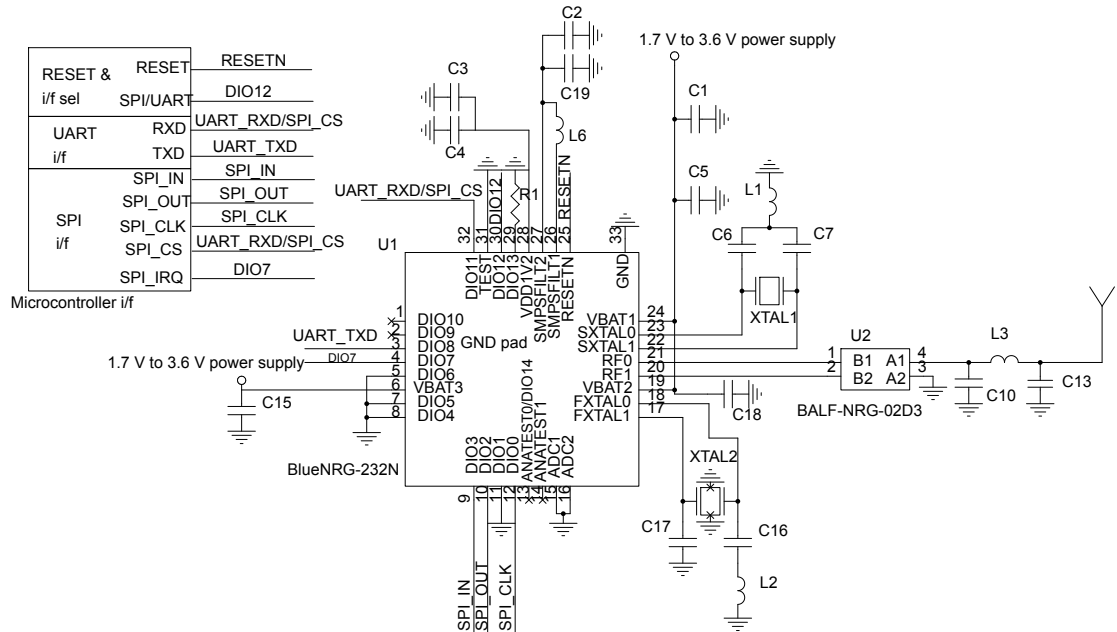 C2
1.7 V to 3.6 V power supply
RESET &
i/f sel
RESET
RESETN
C3
C19
C1
SPI/UART
DIO12
L6
UART
i/f
RXD
UART_RXD/SPI_CS
C4
TXD
UART_TXD
SPI_IN
SPI_IN
C5
L1
SPI
i/f
SPI_OUT
SPI_OUT
UART_RXD/SPI_CS
DIO12
R1
RESETN
SPI_CLK
SPI_CLK
C6
C7
SPI_CS
UART_RXD/SPI_CS
U1
32
31
30
29
28
27
26
25
33
SPI_IRQ
DIO7
Microcontroller i/f
DIO11
TEST
DIO12
DIO13
VDD1V2
SMPSFILT2
SMPSFILT1
RESETN
GND
XTAL1
1
DIO10
2
DIO9
UART_TXD
3
DIO8
DIO7
4
DIO7
5
DIO6
6
VBAT3
7
DIO5
8
DIO4
GND pad
24
VBAT1
23
SXTAL0
22
SXTAL1
21
RF0
20
RF1
19
VBAT2
18
FXTAL0
17
FXTAL1
1.7 V to 3.6 V power supply
C15
U2
1
B1
A1
4
2
B2
A2
3
BALF-NRG-02D3
L3
C10
C13
C18
BlueNRG-232N
DIO3
DIO2
DIO1
DIO0
ANATEST0/DIO14
ANATEST1
ADC1
ADC2
9
10
11
12
13
14
15
16
XTAL2
C17
C16
SPI_IN
SPI_OUT
SPI_CLK
L2